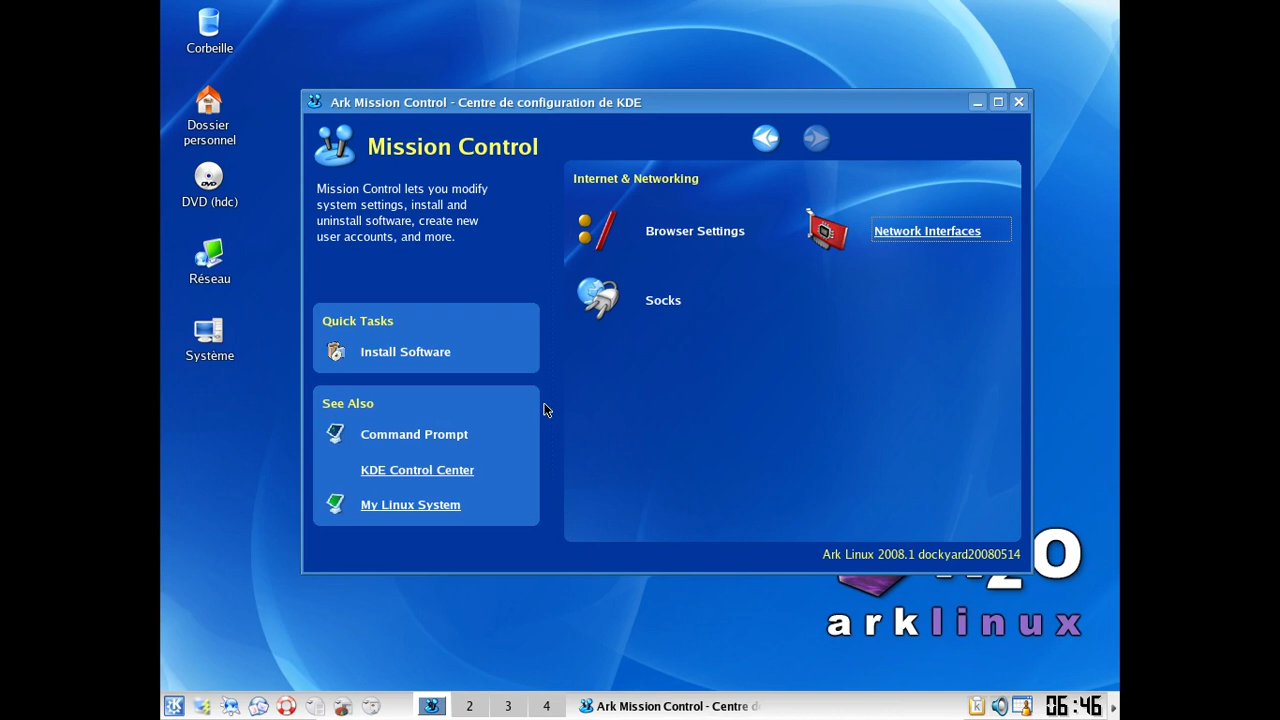 Corbeille
Dossier
personnel
DVD (hdc)
Réseau
Système
Ark Mission Control - Centre de configuration de KDE
Mission Control
Mission Control lets you modify
system settings, install and
uninstall software, create new
user accounts, and more.
Quick Tasks
Install Software
See Also
Command Prompt
KDE Control Center
My Linux System
Internet & Networking
Browser Settings
Network Interfaces
Socks
Ark Linux 2008.1 dockyard20080514
arklinux
2 3 4
Ark Mission Control - Centre
06:46